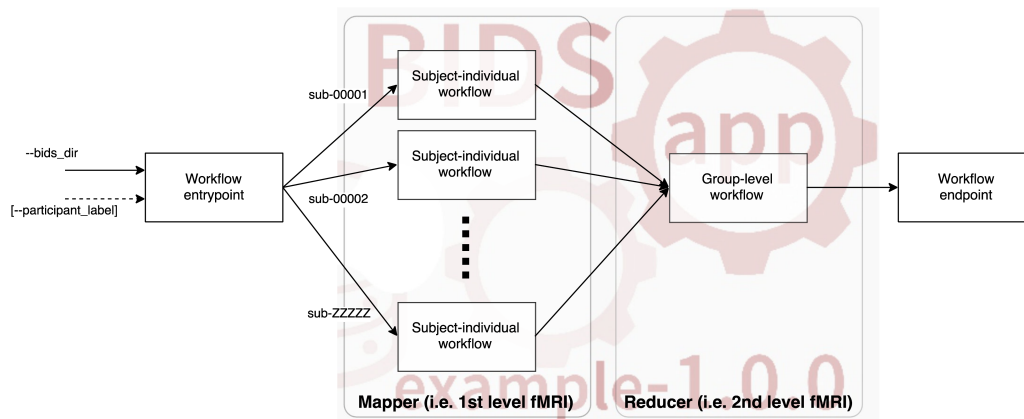 BIDS
app
example-1.0.0
--bids_dir
[--participant_label]
Workflow
entrypoint
sub-00001
sub-00002
sub-ZZZZZ
Subject-individual
workflow
Subject-individual
workflow
Subject-individual
workflow
Mapper (i.e. 1st level fMRI)
Group-level
workflow
Reducer (i.e. 2nd level fMRI)
Workflow
endpoint